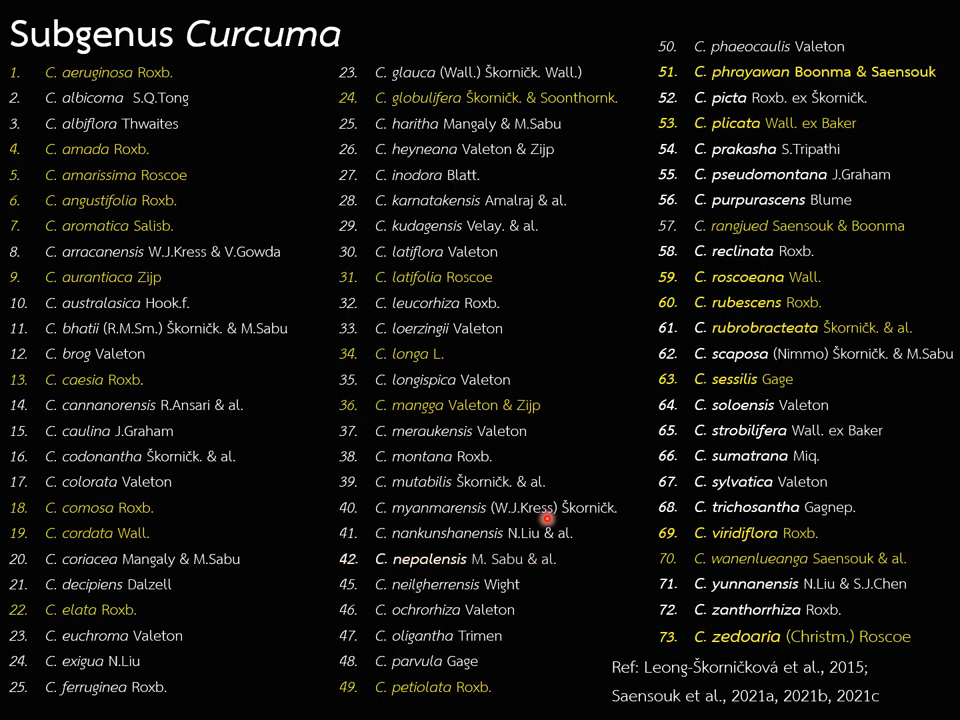 Subgenus Curcuma
1. C. aeruginosa Roxb.
2. C. albicoma S.Q.Tong
3. C. albiflora Thwaites
4. C. amada Roxb.
5. C. amarissima Roscoe
6. C. angustifolia Roxb.
7. C. aromatica Salisb.
8. C. arracanensis W.J.Kress & V.Gowda
9. C. aurantiaca Zijp
10. C. australasica Hook.f.
11. C. bhatii (R.M.Sm.) Škorničk. & M.Sabu
12. C. brog Valeton
13. C. caesia Roxb.
14. C. cannanorensis R.Ansari & al.
15. C. caulina J.Graham
16. C. codonantha Škorničk. & al.
17. C. colorata Valeton
18. C. comosa Roxb.
19. C. cordata Wall.
20. C. coriacea Mangaly & M.Sabu
21. C. decipiens Dalzell
22. C. elata Roxb.
23. C. euchroma Valeton
24. C. exigua N.Liu
25. C. ferruginea Roxb.
23. C. glauca (Wall.) Škorničk. Wall.)
24. C. globulifera Škorničk. & Soonthornk.
25. C. haritha Mangaly & M.Sabu
26. C. heyneana Valeton & Zijp
27. C. inodora Blatt.
28. C. karnatakensis Amalraj & al.
29. C. kudagensis Velay. & al.
30. C. latiflora Valeton
31. C. latifolia Roscoe
32. C. leucorhiza Roxb.
33. C. loerzingii Valeton
34. C. longa L.
35. C. longispica Valeton
36. C. mangga Valeton & Zijp
37. C. meraukensis Valeton
38. C. montana Roxb.
39. C. mutabilis Škorničk. & al.
40. C. myanmarensis (W.J.Kress) Škorničk.
41. C. nankunshanensis N.Liu & al.
42. C. nepalensis M. Sabu & al.
45. C. neilgherrensis Wight
46. C. ochrorhiza Valeton
47. C. oligantha Trimen
48. C. parvula Gage
49. C. petiolata Roxb.
50. C. phaeocaulis Valeton
51. C. phrayawan Boonma & Saensouk
52. C. picta Roxb. ex Škorničk.
53. C. plicata Wall. ex Baker
54. C. prakasha S.Tripathi
55. C. pseudomontana J.Graham
56. C. purpurascens Blume
57. C. rangjued Saensouk & Boonma
58. C. reclinata Roxb.
59. C. roscoeana Wall.
60. C. rubescens Roxb.
61. C. rubrobracteata Škorničk. & al.
62. C. scaposa (Nimmo) Škorničk. & M.Sabu
63. C. sessilis Gage
64. C. soloensis Valeton
65. C. strobilifera Wall. ex Baker
66. C. sumatrana Miq.
67. C. sylvatica Valeton
68. C. trichosantha Gagnep.
69. C. viridiflora Roxb.
70. C. wanenlueanga Saensouk & al.
71. C. yunnanensis N.Liu & S.J.Chen
72. C. zanthorrhiza Roxb.
73. C. zedoaria (Christm.) Roscoe
Ref: Leong-Škorničková et al., 2015;
Saensouk et al., 2021a, 2021b, 2021c